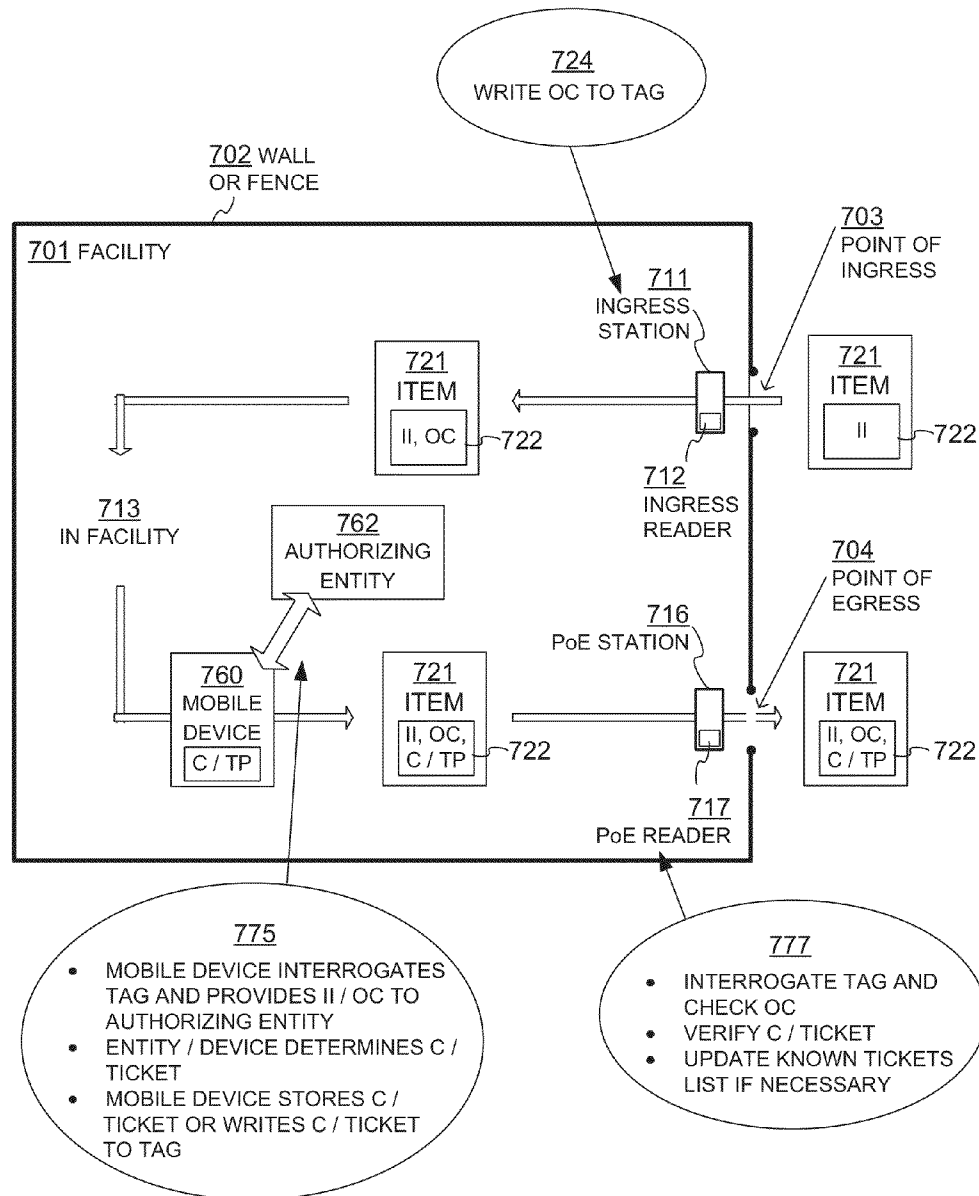 724
WRITE OC TO TAG
702 WALL
OR FENCE
703
POINT OF
INGRESS
701 FACILITY
711
INGRESS
STATION
721
ITEM
II, OC
722
721
ITEM
II
722
712
INGRESS
READER
713
IN FACILITY
762
AUTHORIZING
ENTITY
704
POINT OF
EGRESS
716
PoE STATION
760
MOBILE
DEVICE
C / TP
721
ITEM
II, OC,
C / TP
722
721
ITEM
II, OC,
C / TP
722
717
PoE READER
775
• MOBILE DEVICE INTERROGATES
TAG AND PROVIDES II / OC TO
AUTHORIZING ENTITY
• ENTITY / DEVICE DETERMINES C /
TICKET
• MOBILE DEVICE STORES C /
TICKET OR WRITES C / TICKET
TO TAG
777
• INTERROGATE TAG AND
CHECK OC
• VERIFY C / TICKET
• UPDATE KNOWN TICKETS
LIST IF NECESSARY